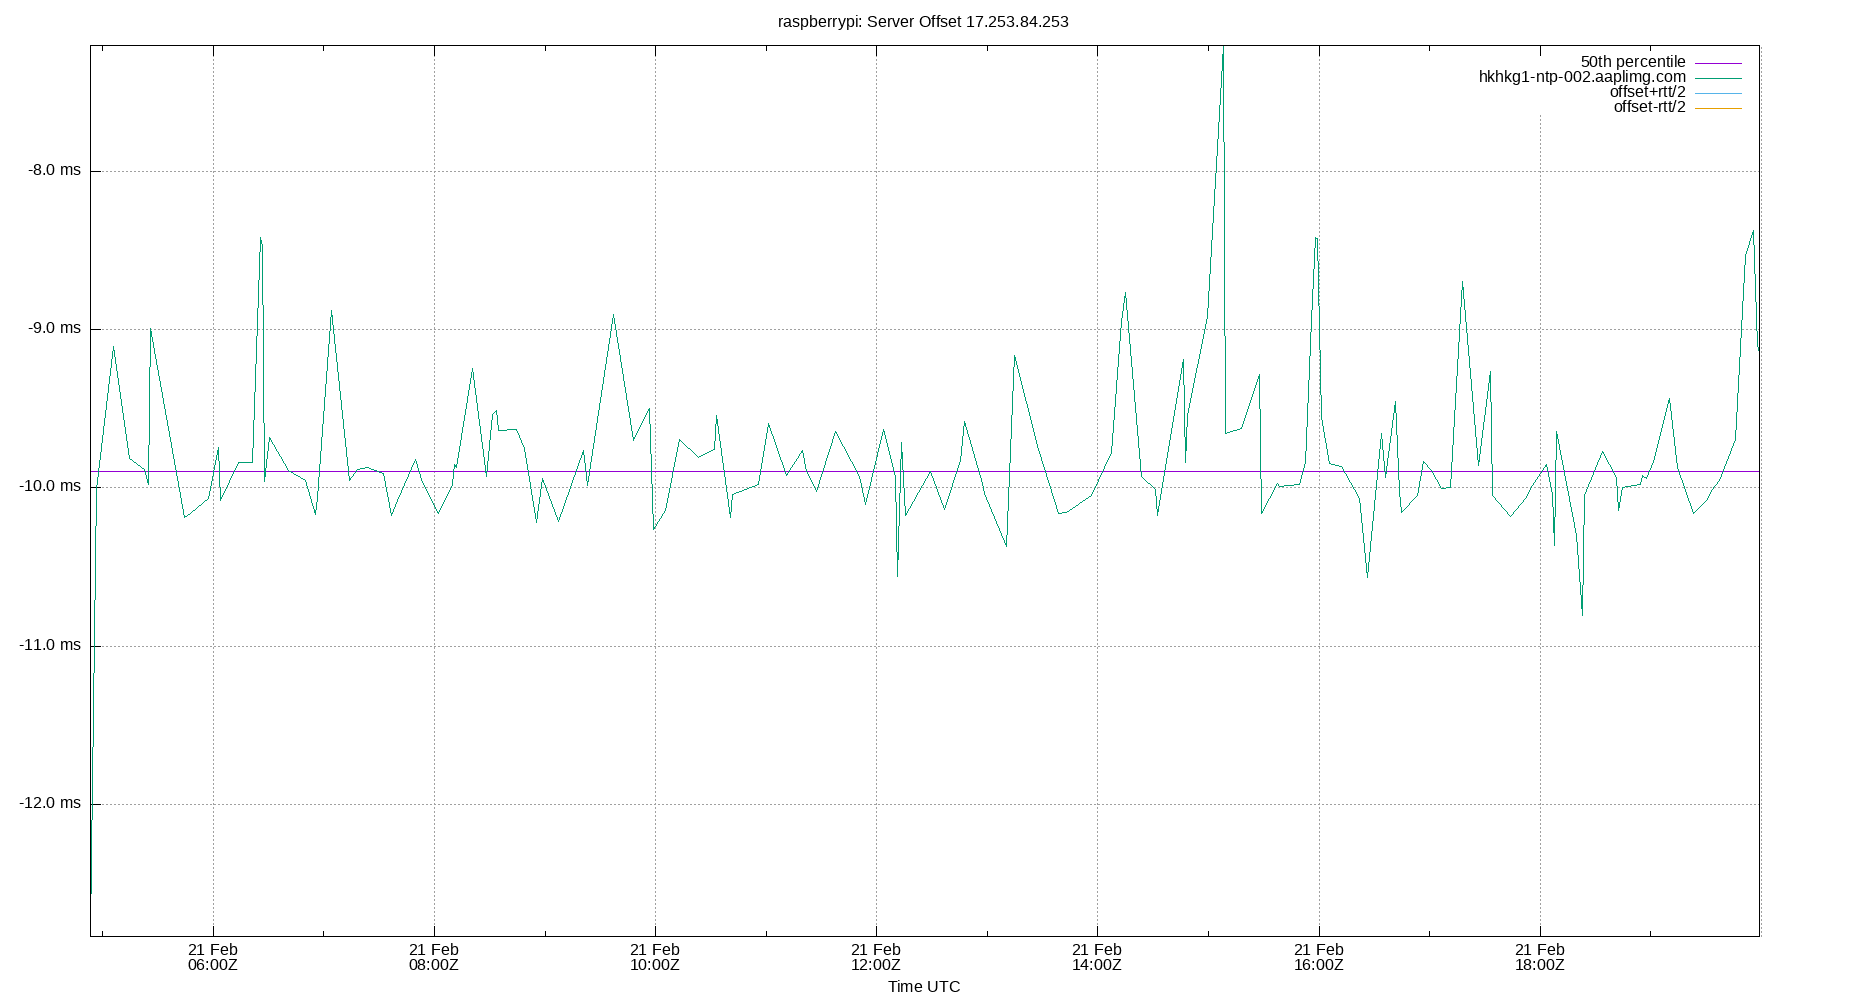 raspberrypi: Server Offset 17.253.84.253
50th percentile
hkhkg1-ntp-002.aaplimg.com
offset+rtt/2
offset-rtt/2
-8.0 ms
-9.0 ms
-10.0 ms
-11.0 ms
-12.0 ms
21 Feb 21 Feb 21 Feb 21 Feb 21 Feb 21 Feb 21 Feb
06:00Z 08:00Z 10:00Z 12:00Z 14:00Z 16:00Z 18:00Z
Time UTC